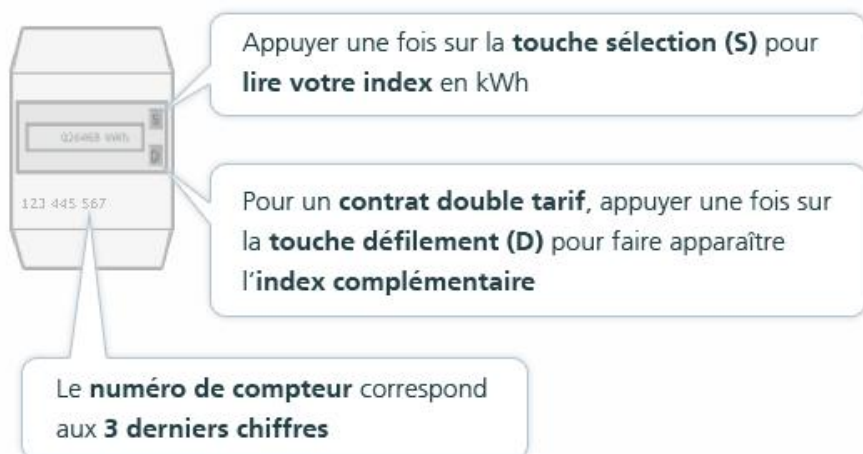 Appuyer une fois sur la touche sélection (S) pour
lire votre index en kWh
S
026468 kWh
D
Pour un contrat double tarif, appuyer une fois sur
la touche défilement (D) pour faire apparaître
l'index complémentaire
123 445 567
Le numéro de compteur correspond
aux 3 derniers chiffres